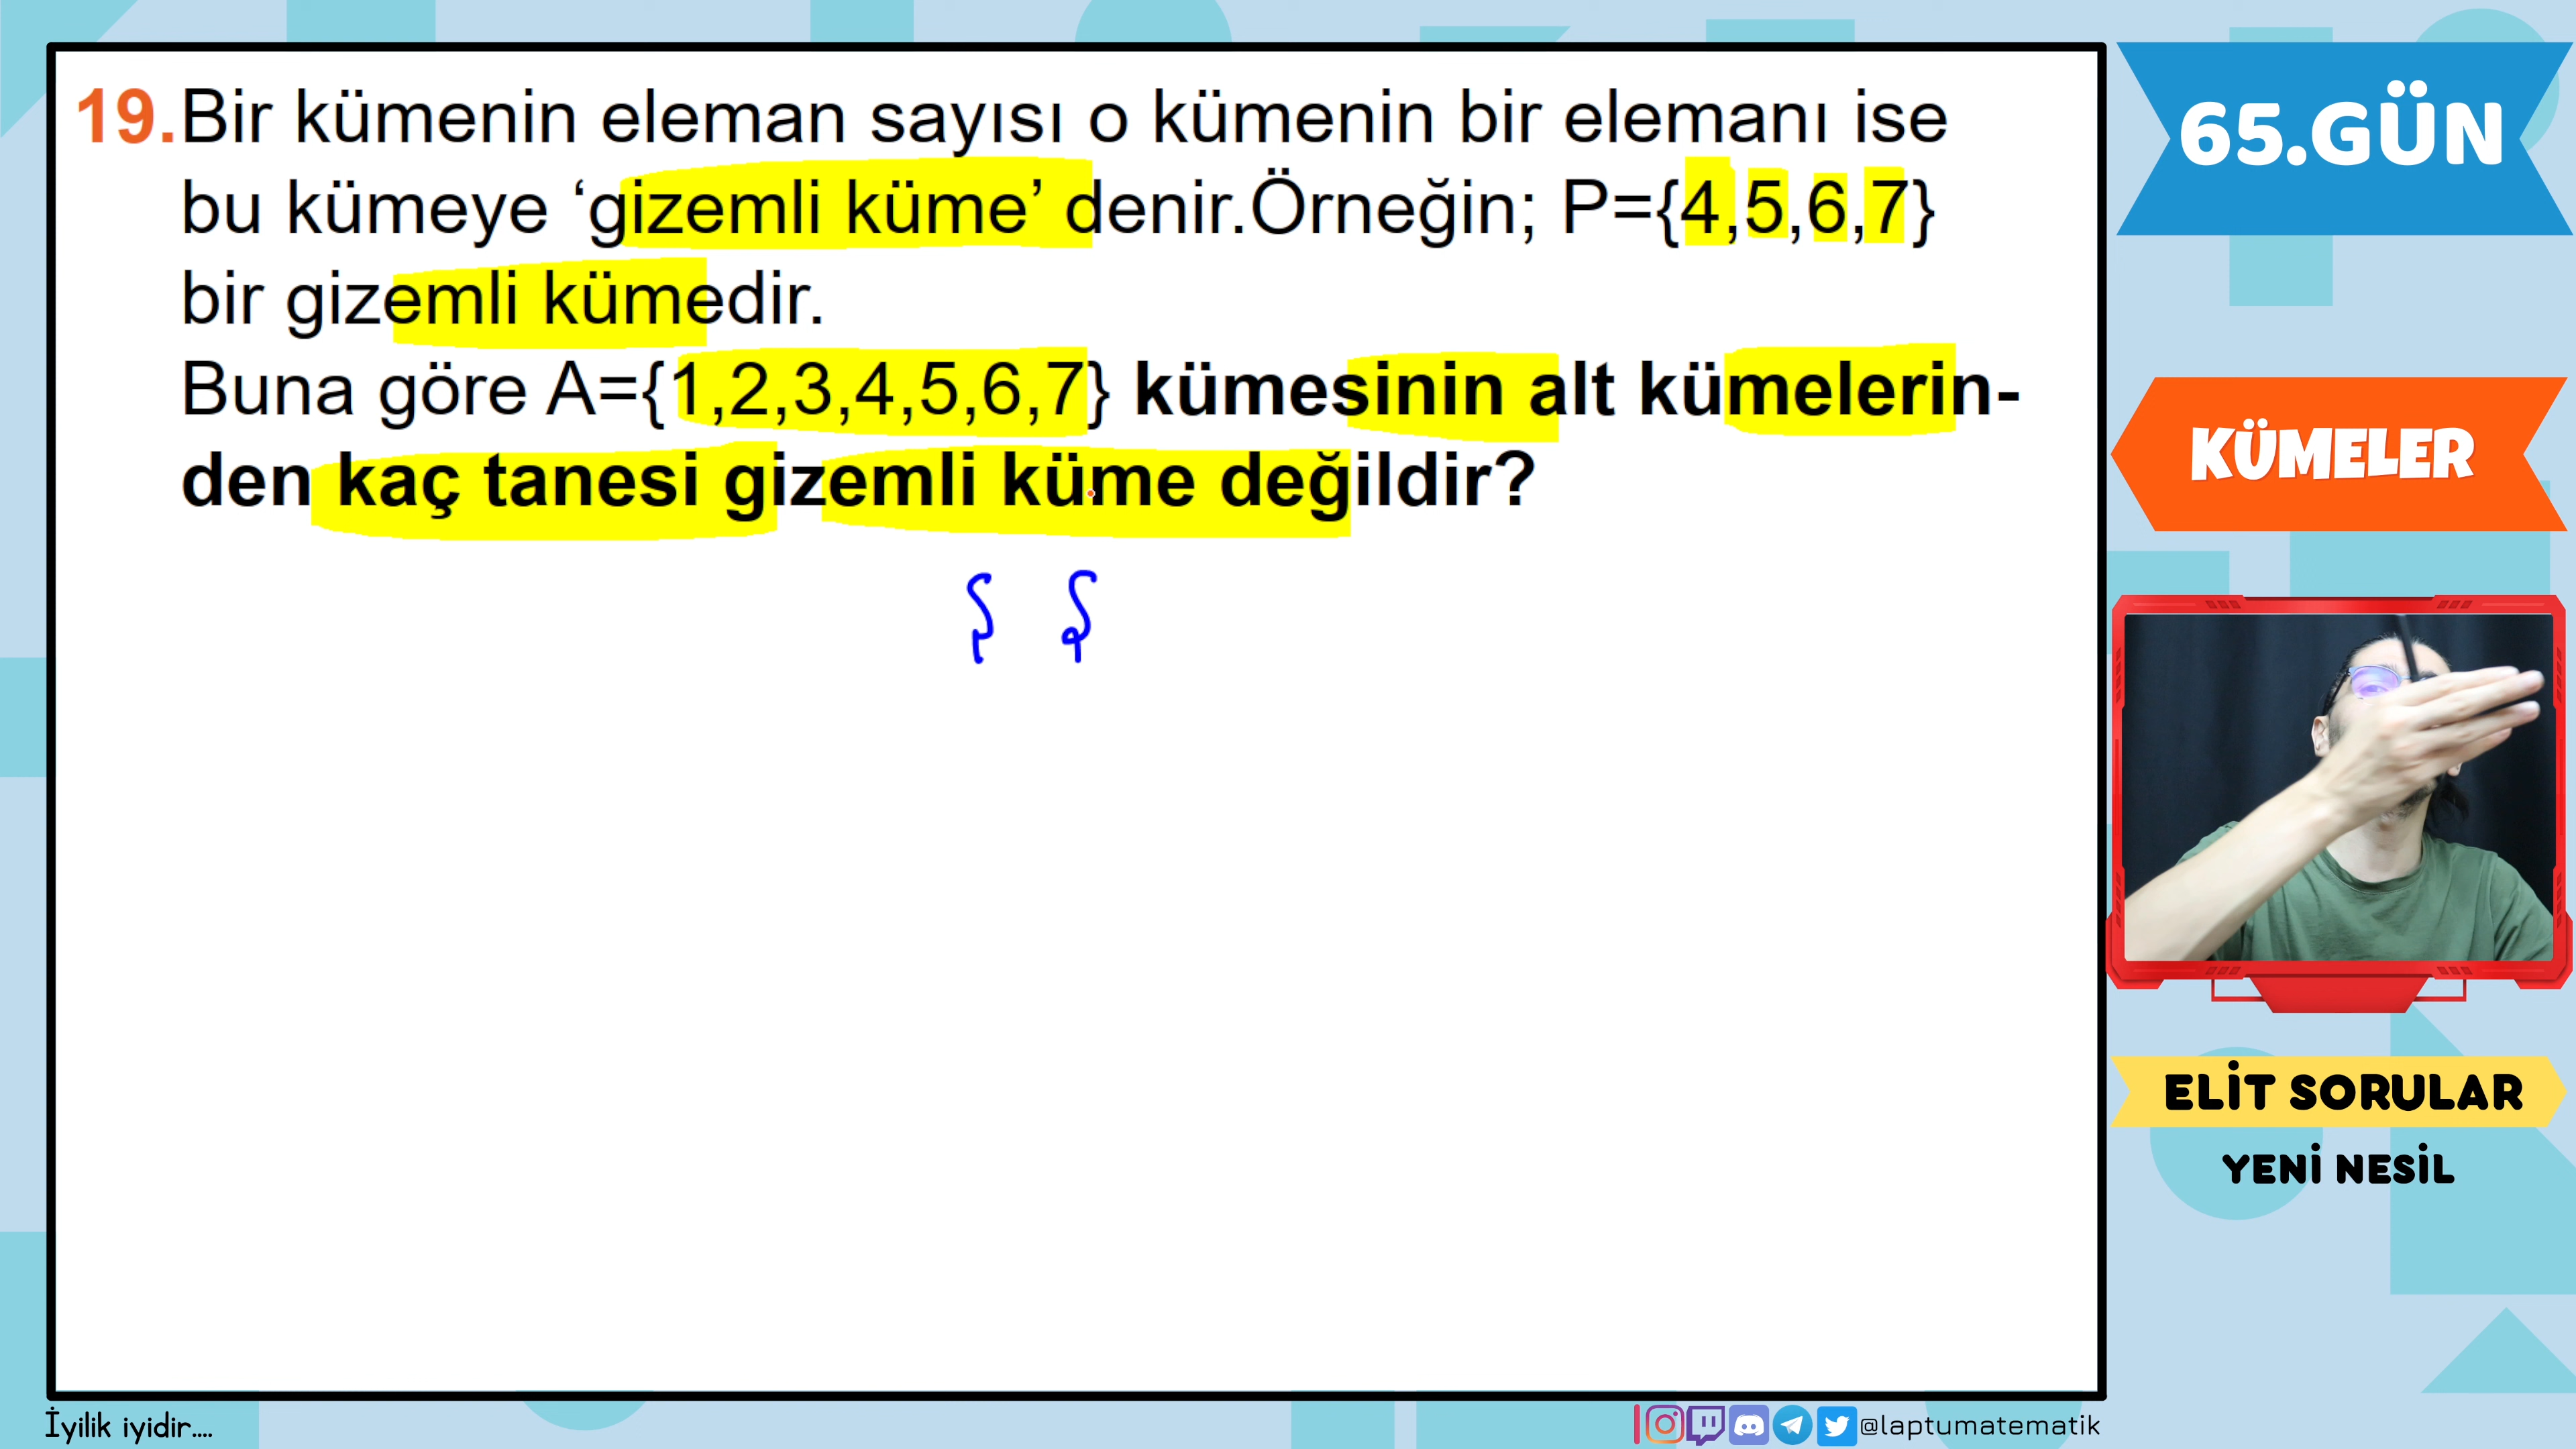 19.Bir kümenin eleman sayısı o kümenin bir elemanı ise
bu kümeye ‘gizemli küme’ denir.Örneğin; P={4,5,6,7}
bir gizemli kümedir.
Buna göre A={1,2,3,4,5,6,7} kümesinin alt kümelerin-
den kaç tanesi gizemli küme değildir?
65.GÜN
KÜMELER
ELİT SORULAR
YENİ NESİL
İyilik iyidir....
@laptumatematik